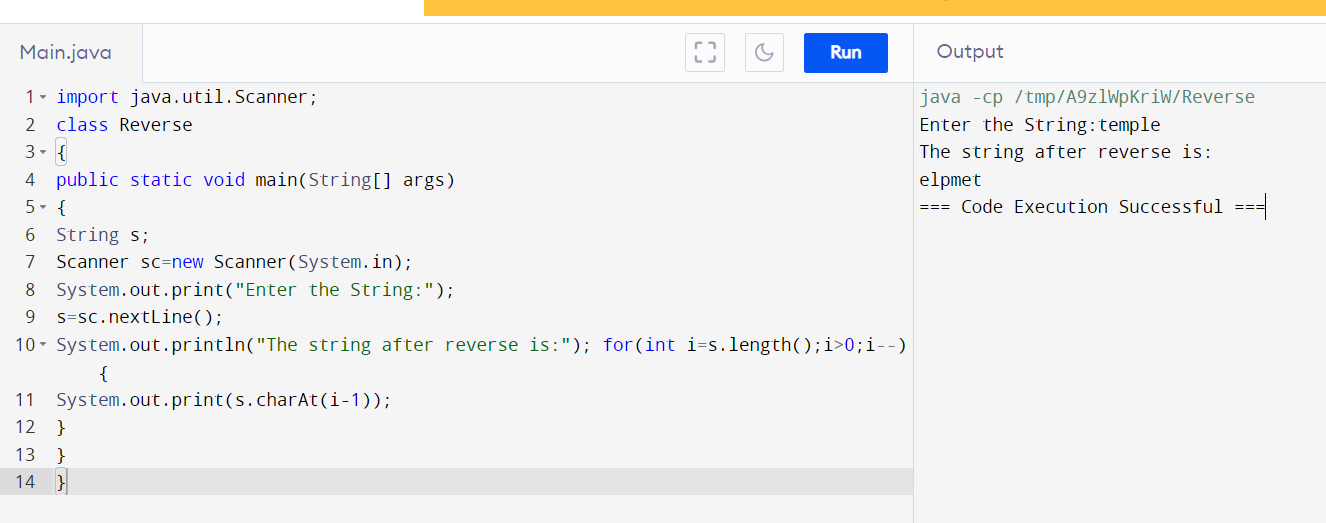 Main.java
Run
Output
1 import java.util.Scanner;
2 class Reverse
3 {
4 public static void main(String[] args)
5 {
6 String s;
7 Scanner sc=new Scanner(System.in);
8 System.out.print("Enter the String:");
9 s=sc.nextLine();
10 System.out.println("The string after reverse is:"); for(int i=s.length();i>0;i--)
{
11 System.out.print(s.charAt(i-1));
12 }
13 }
14 }
java -cp /tmp/A9zlWpKriW/Reverse
Enter the String:temple
The string after reverse is:
elpmet
=== Code Execution Successful ===